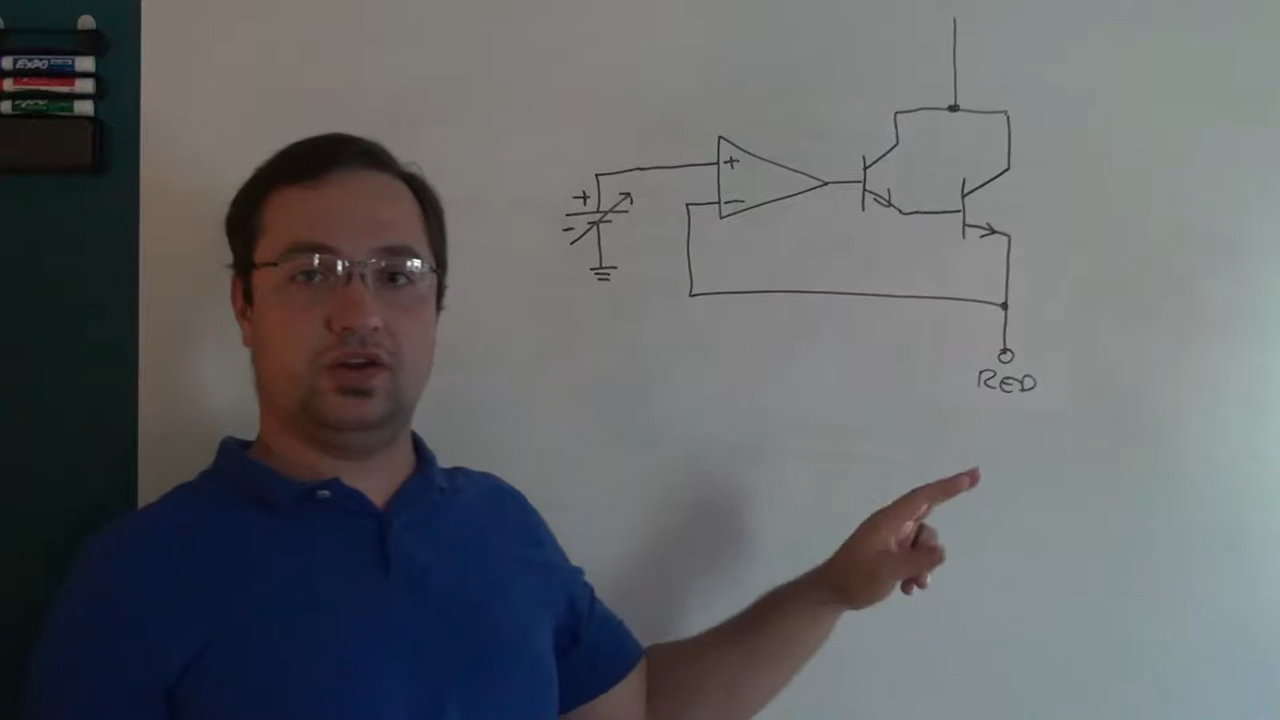 EXPO
+
-
+
−
RED